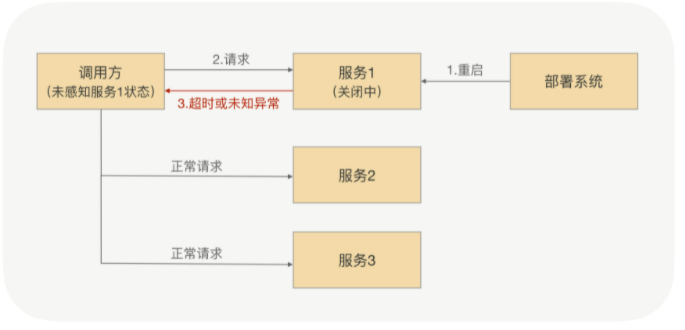 调用方
（未感知服务1状态）
2.请求
服务1
（关闭中）
1.重启
部署系统
3.超时或未知异常
正常请求
服务2
正常请求
服务3